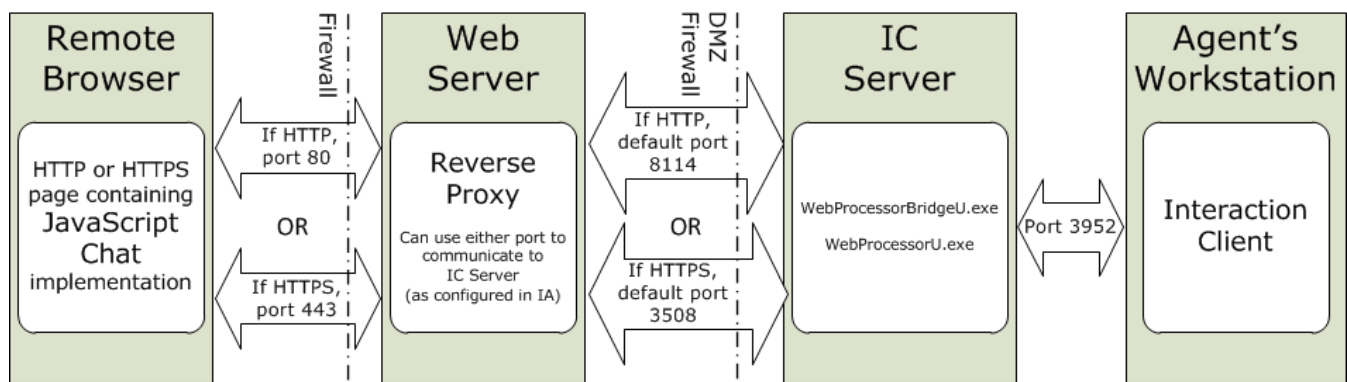 Remote
Browser
HTTP or HTTPS
page containing
JavaScript
Chat
implementation
Firewall
If HTTP,
port 80
OR
If HTTPS,
port 443
Web
Server
Reverse
Proxy
Can use either port to
communicate to
IC Server
(as configured in IA)
DMZ
Firewall
If HTTP,
default port
8114
OR
If HTTPS,
default port
3508
IC
Server
WebProcessorBridgeU.exe
WebProcessorU.exe
Port 3952
Agent's
Workstation
Interaction
Client